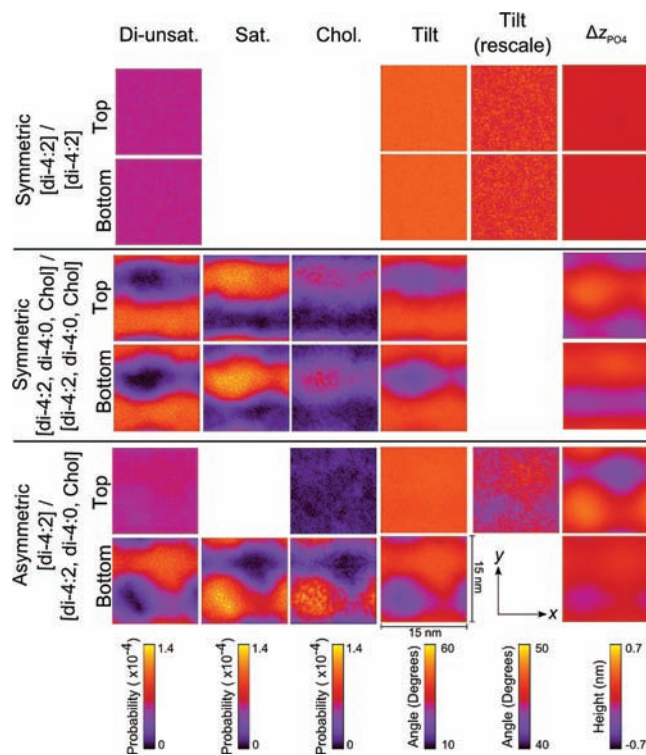 Di-unsat. Sat. Chol. Tilt Tilt (rescale) Δz_PO4
Symmetric
[di-4:2] /
[di-4:2]
Top
Bottom
Symmetric
[di-4:2, di-4:0, Chol] /
[di-4:2, di-4:0, Chol]
Top
Bottom
Asymmetric
[di-4:2] /
[di-4:2, di-4:0, Chol]
Top
Bottom
15 nm
15 nm
y
x
Probability ( x10⁻⁴)
1.4
0
Probability ( x10⁻⁴)
1.4
0
Probability ( x10⁻⁴)
1.4
0
Angle (Degrees)
60
10
Angle (Degrees)
50
40
Height (nm)
0.7
-0.7